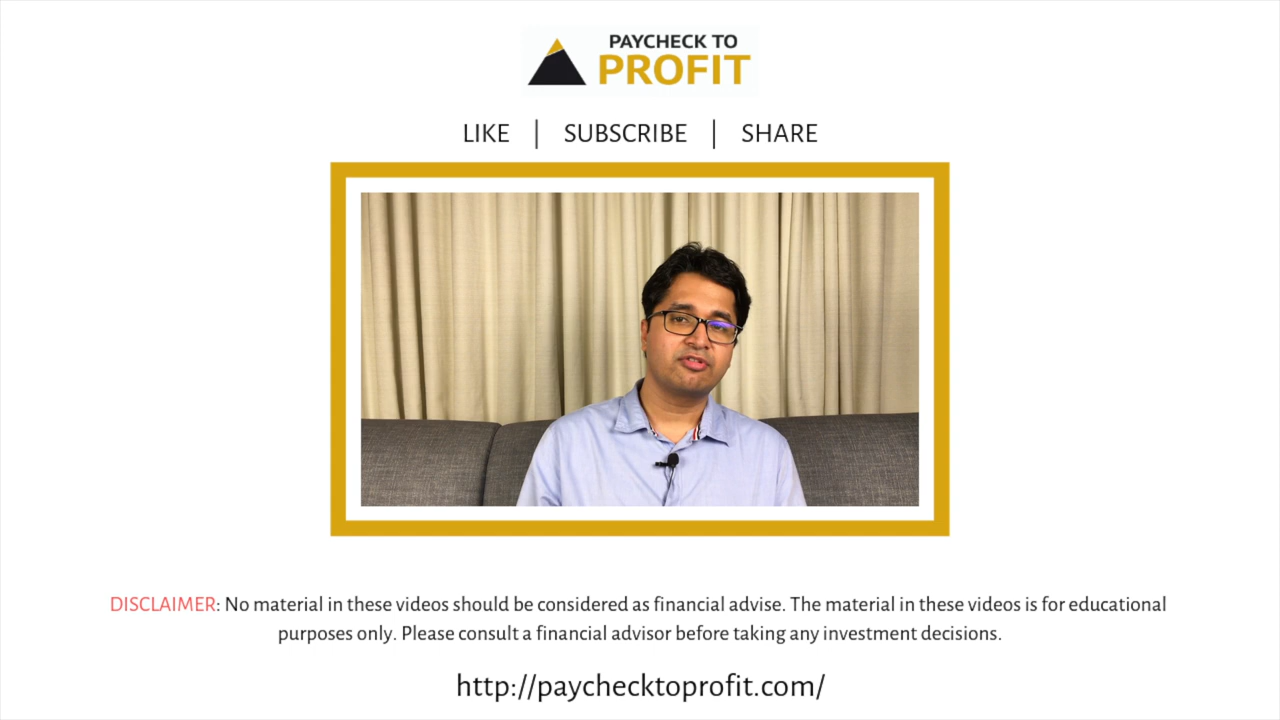 PAYCHECK TO
PROFIT
LIKE | SUBSCRIBE | SHARE
DISCLAIMER: No material in these videos should be considered as financial advise. The material in these videos is for educational
purposes only. Please consult a financial advisor before taking any investment decisions.
http://paychecktoprofit.com/